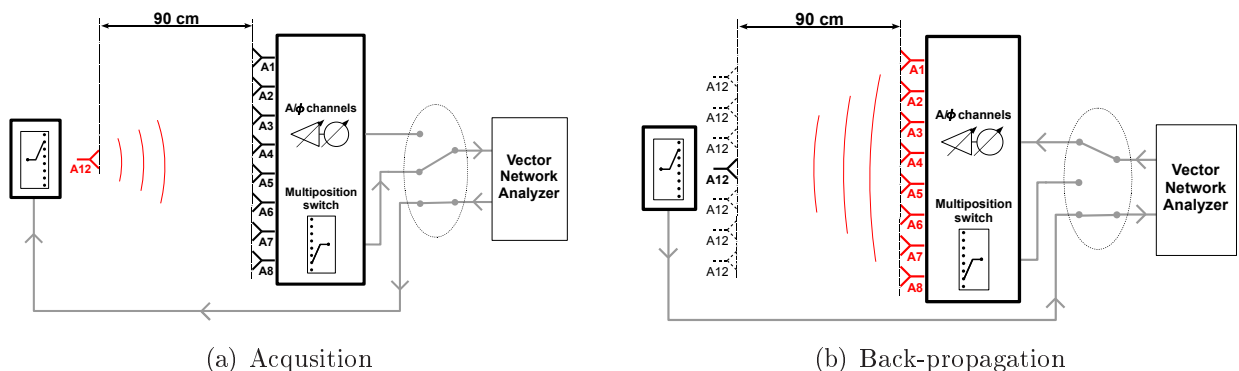 90 cm
A12
A1
A2
A3
A4
A5
A6
A7
A8
A/ϕ channels
Multiposition
switch
Vector
Network
Analyzer
(a) Acqusition
90 cm
A12
A12
A12
A12
A12
A12
A12
A1
A2
A3
A4
A5
A6
A7
A8
A/ϕ channels
Multiposition
switch
Vector
Network
Analyzer
(b) Back-propagation